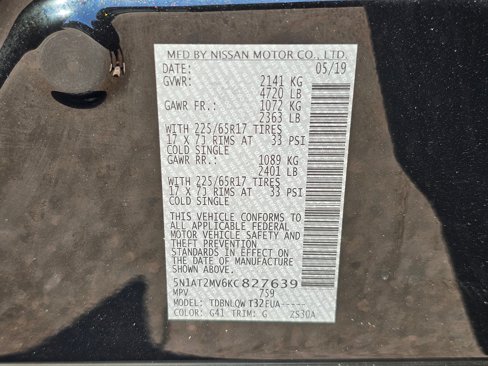 MFD BY NISSAN MOTOR CO., LTD.
DATE: 05/19
GVWR: 2141 KG
4720 LB
GAWR FR.: 1072 KG
2363 LB
WITH 225/65R17 TIRES
17 X 7J RIMS AT 33 PSI
COLD SINGLE
GAWR RR.: 1089 KG
2401 LB
WITH 225/65R17 TIRES
17 X 7J RIMS AT 33 PSI
COLD SINGLE
THIS VEHICLE CONFORMS TO
ALL APPLICABLE FEDERAL
MOTOR VEHICLE SAFETY AND
THEFT PREVENTION
STANDARDS IN EFFECT ON
THE DATE OF MANUFACTURE
SHOWN ABOVE.
5N1AT2MV6KC827639
MPV 759
MODEL: TDBNLQWT32EUA-----
COLOR: G41 TRIM: G ZS30A